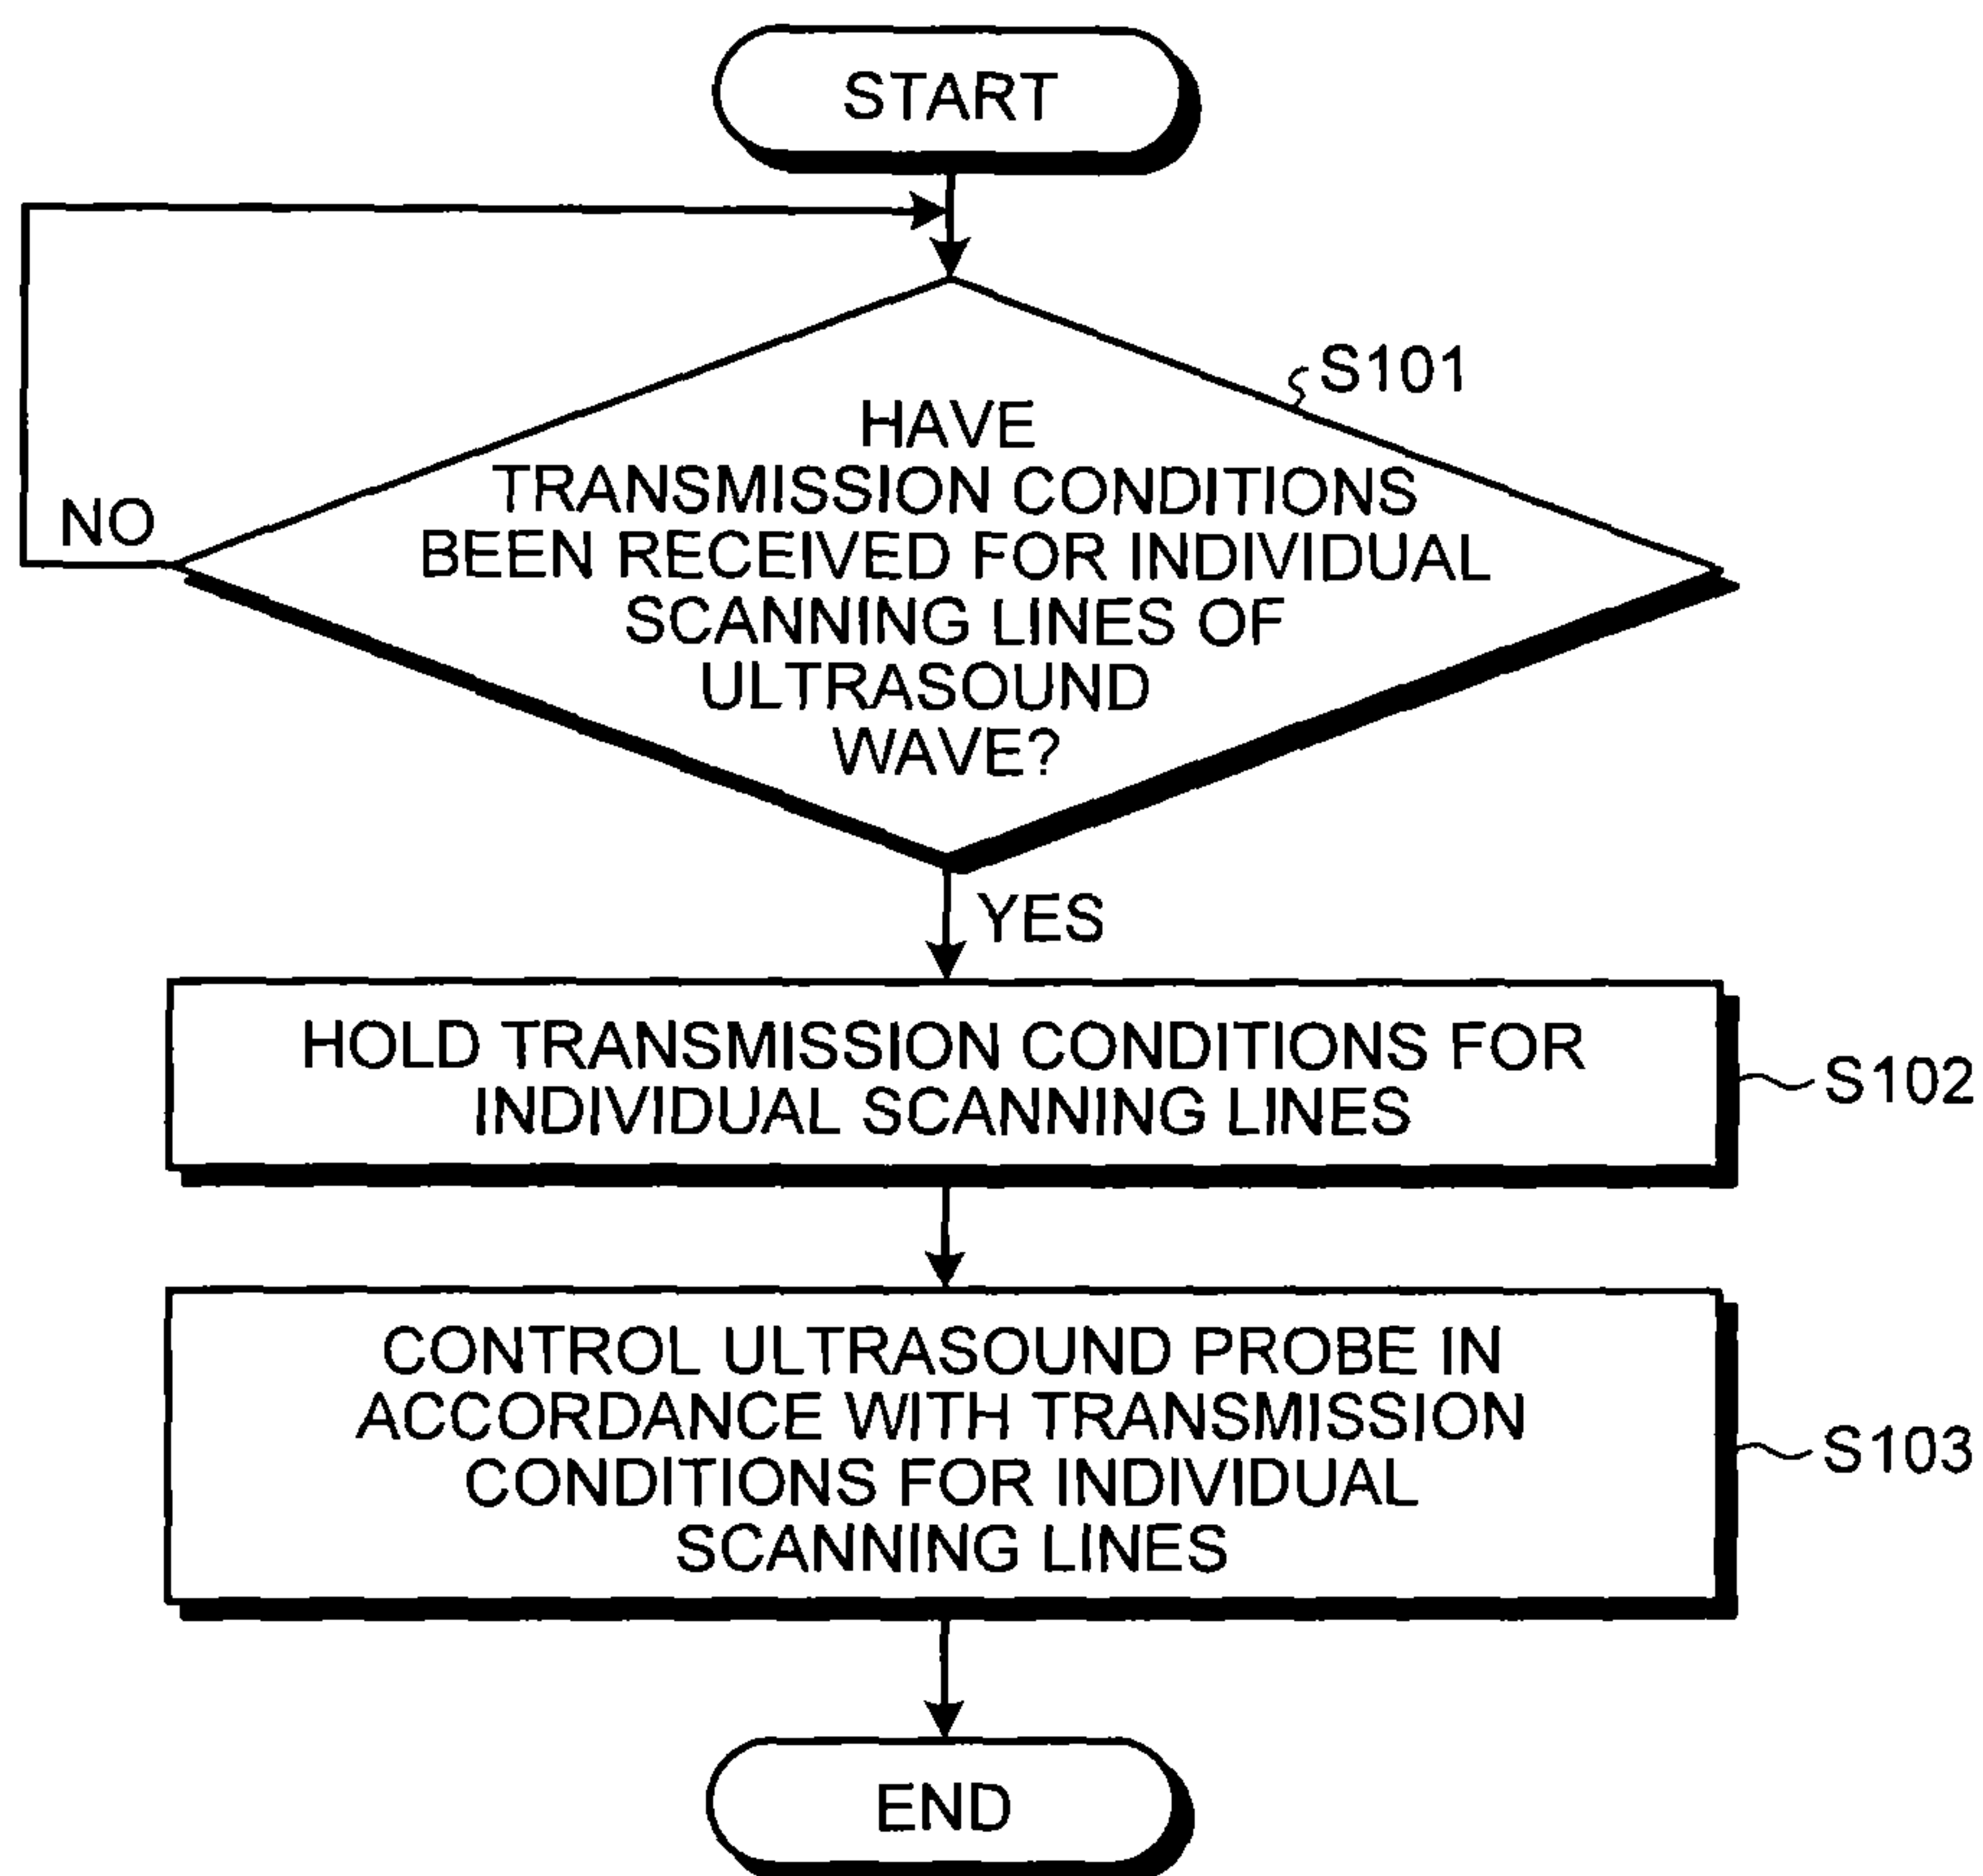 START
S101
HAVE
TRANSMISSION CONDITIONS
BEEN RECEIVED FOR INDIVIDUAL
SCANNING LINES OF
ULTRASOUND
WAVE?
NO
YES
HOLD TRANSMISSION CONDITIONS FOR
INDIVIDUAL SCANNING LINES
S102
CONTROL ULTRASOUND PROBE IN
ACCORDANCE WITH TRANSMISSION
CONDITIONS FOR INDIVIDUAL
SCANNING LINES
S103
END